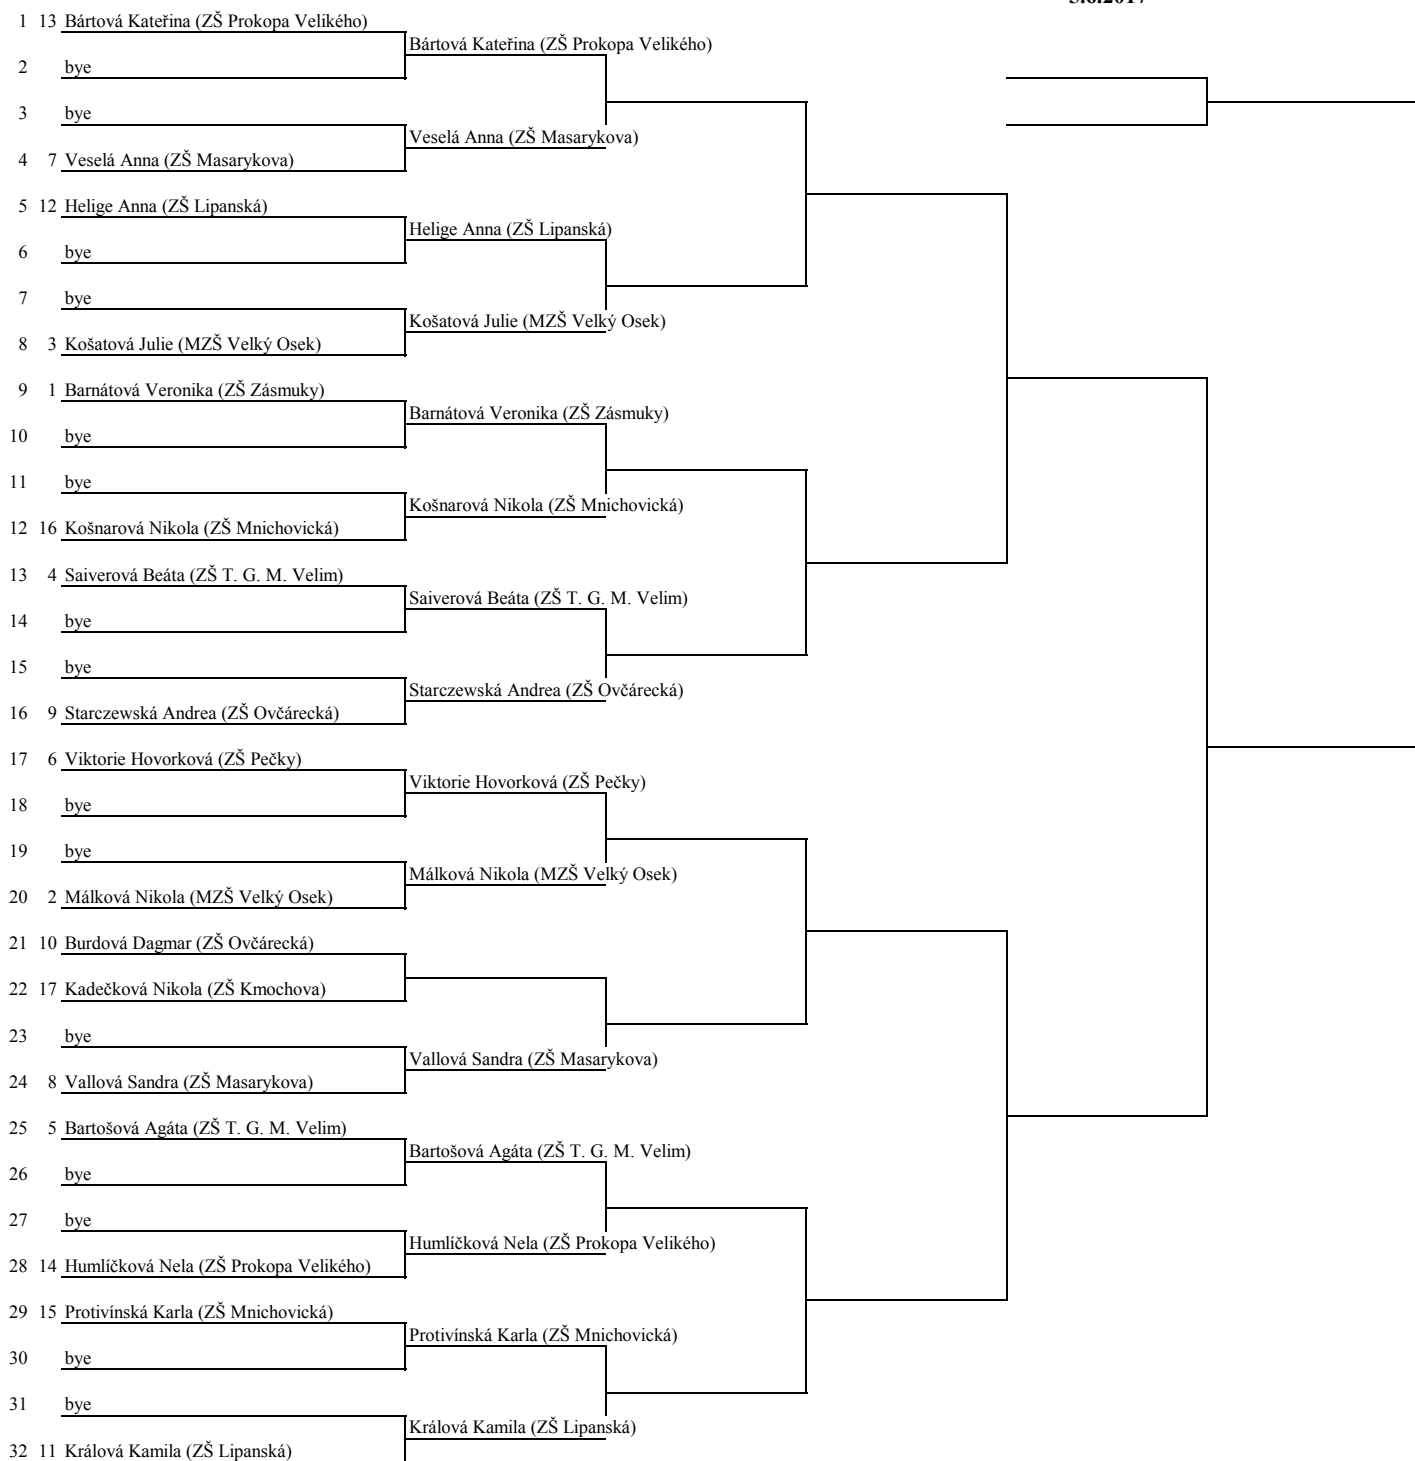 1 13 Bártová Kateřina (ZŠ Prokopa Velikého)
Bártová Kateřina (ZŠ Prokopa Velikého)
2 bye
3 bye
Veselá Anna (ZŠ Masarykova)
4 7 Veselá Anna (ZŠ Masarykova)
5 12 Helige Anna (ZŠ Lipanská)
Helige Anna (ZŠ Lipanská)
6 bye
7 bye
Košatová Julie (MZŠ Velký Osek)
8 3 Košatová Julie (MZŠ Velký Osek)
9 1 Barnátová Veronika (ZŠ Zásmuky)
Barnátová Veronika (ZŠ Zásmuky)
10 bye
11 bye
Košnarová Nikola (ZŠ Mnichovická)
12 16 Košnarová Nikola (ZŠ Mnichovická)
13 4 Saiverová Beáta (ZŠ T. G. M. Velim)
Saiverová Beáta (ZŠ T. G. M. Velim)
14 bye
15 bye
Starczewská Andrea (ZŠ Ovčárecká)
16 9 Starczewská Andrea (ZŠ Ovčárecká)
17 6 Viktorie Hovorková (ZŠ Pečky)
Viktorie Hovorková (ZŠ Pečky)
18 bye
19 bye
Málková Nikola (MZŠ Velký Osek)
20 2 Málková Nikola (MZŠ Velký Osek)
21 10 Burdová Dagmar (ZŠ Ovčárecká)
22 17 Kadečková Nikola (ZŠ Kmochova)
23 bye
Vallová Sandra (ZŠ Masarykova)
24 8 Vallová Sandra (ZŠ Masarykova)
25 5 Bartošová Agáta (ZŠ T. G. M. Velim)
Bartošová Agáta (ZŠ T. G. M. Velim)
26 bye
27 bye
Humlíčková Nela (ZŠ Prokopa Velikého)
28 14 Humlíčková Nela (ZŠ Prokopa Velikého)
29 15 Protivínská Karla (ZŠ Mnichovická)
Protivínská Karla (ZŠ Mnichovická)
30 bye
31 bye
Králová Kamila (ZŠ Lipanská)
32 11 Králová Kamila (ZŠ Lipanská)